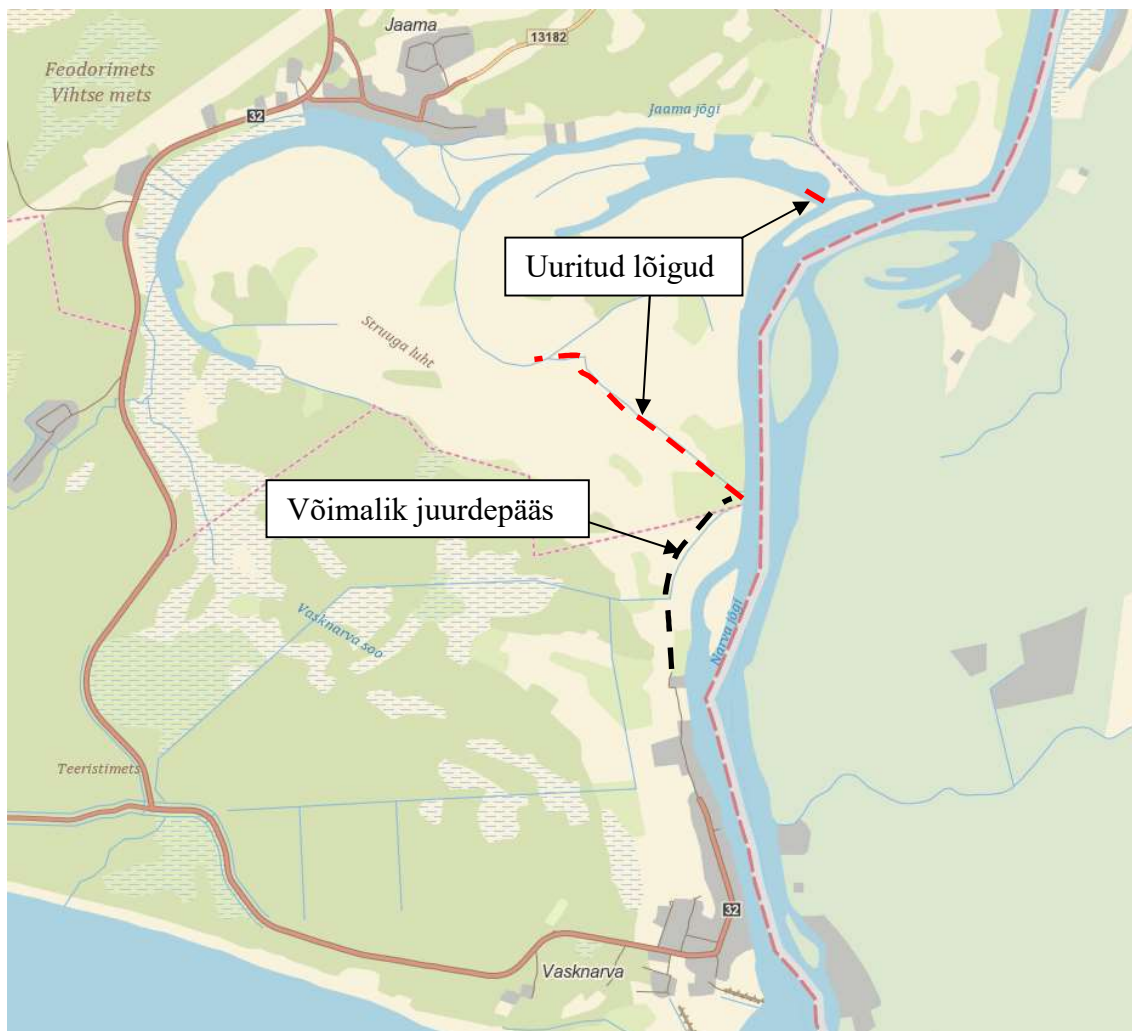 Jaama
13182
Feodorimets
Vihtse mets
32
Jaama jõgi
Uuritud lõigud
Struuga luht
Võimalik juurdepääs
Vasknarva soo
Narva jõgi
Teeristimets
32
Vasknarva